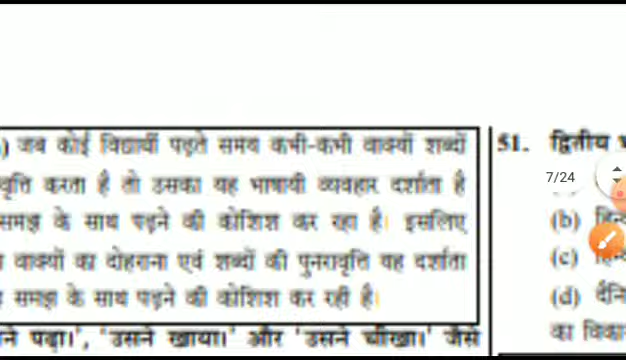 ) जब कोई विद्यार्थी पढ़ते समय कभी-कभी वाक्यों शब्दों
वृत्ति करता है तो उसका यह भाषायी व्यवहार दर्शाता है
समझ के साथ पढ़ने की कोशिश कर रहा है। इसलिए
वाक्यों का दोहराना एवं शब्दों की पुनरावृत्ति यह दर्शाता
समझ के साथ पढ़ने की कोशिश कर रही है।
ने पढ़ा।', 'उसने खाया।' और 'उसने चीखा।' जैसे
51. द्वितीय
7/24
(b)
(c)
(d)
का